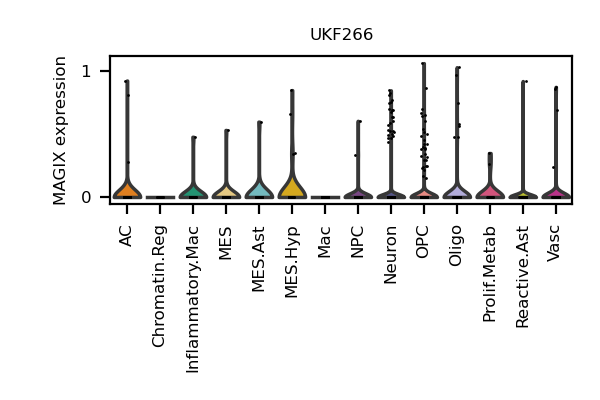 UKF266
MAGIX expression
1
0
AC
Chromatin.Reg
Inflammatory.Mac
MES
MES.Ast
MES.Hyp
Mac
NPC
Neuron
OPC
Oligo
Prolif.Metab
Reactive.Ast
Vasc